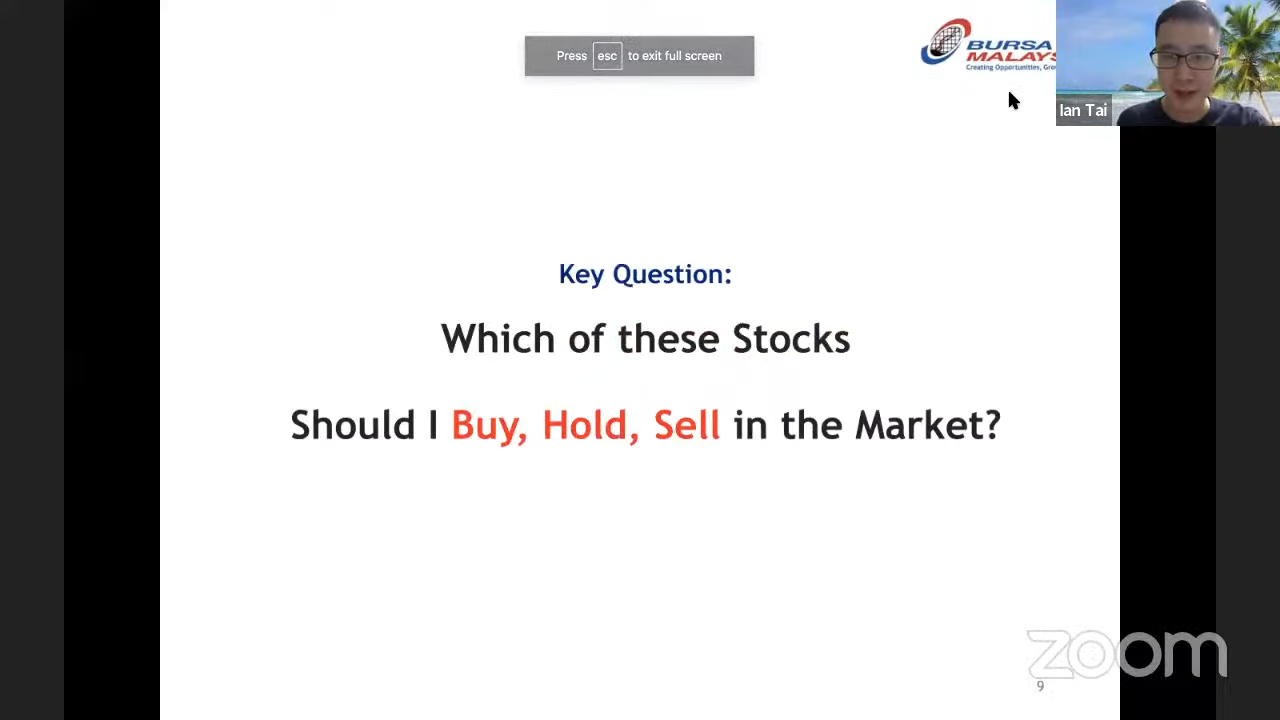 Press esc to exit full screen
BURSA
MALAYS
Creating Opportunities, Gro
Ian Tai
Key Question:
Which of these Stocks
Should I Buy, Hold, Sell in the Market?
zoom
9